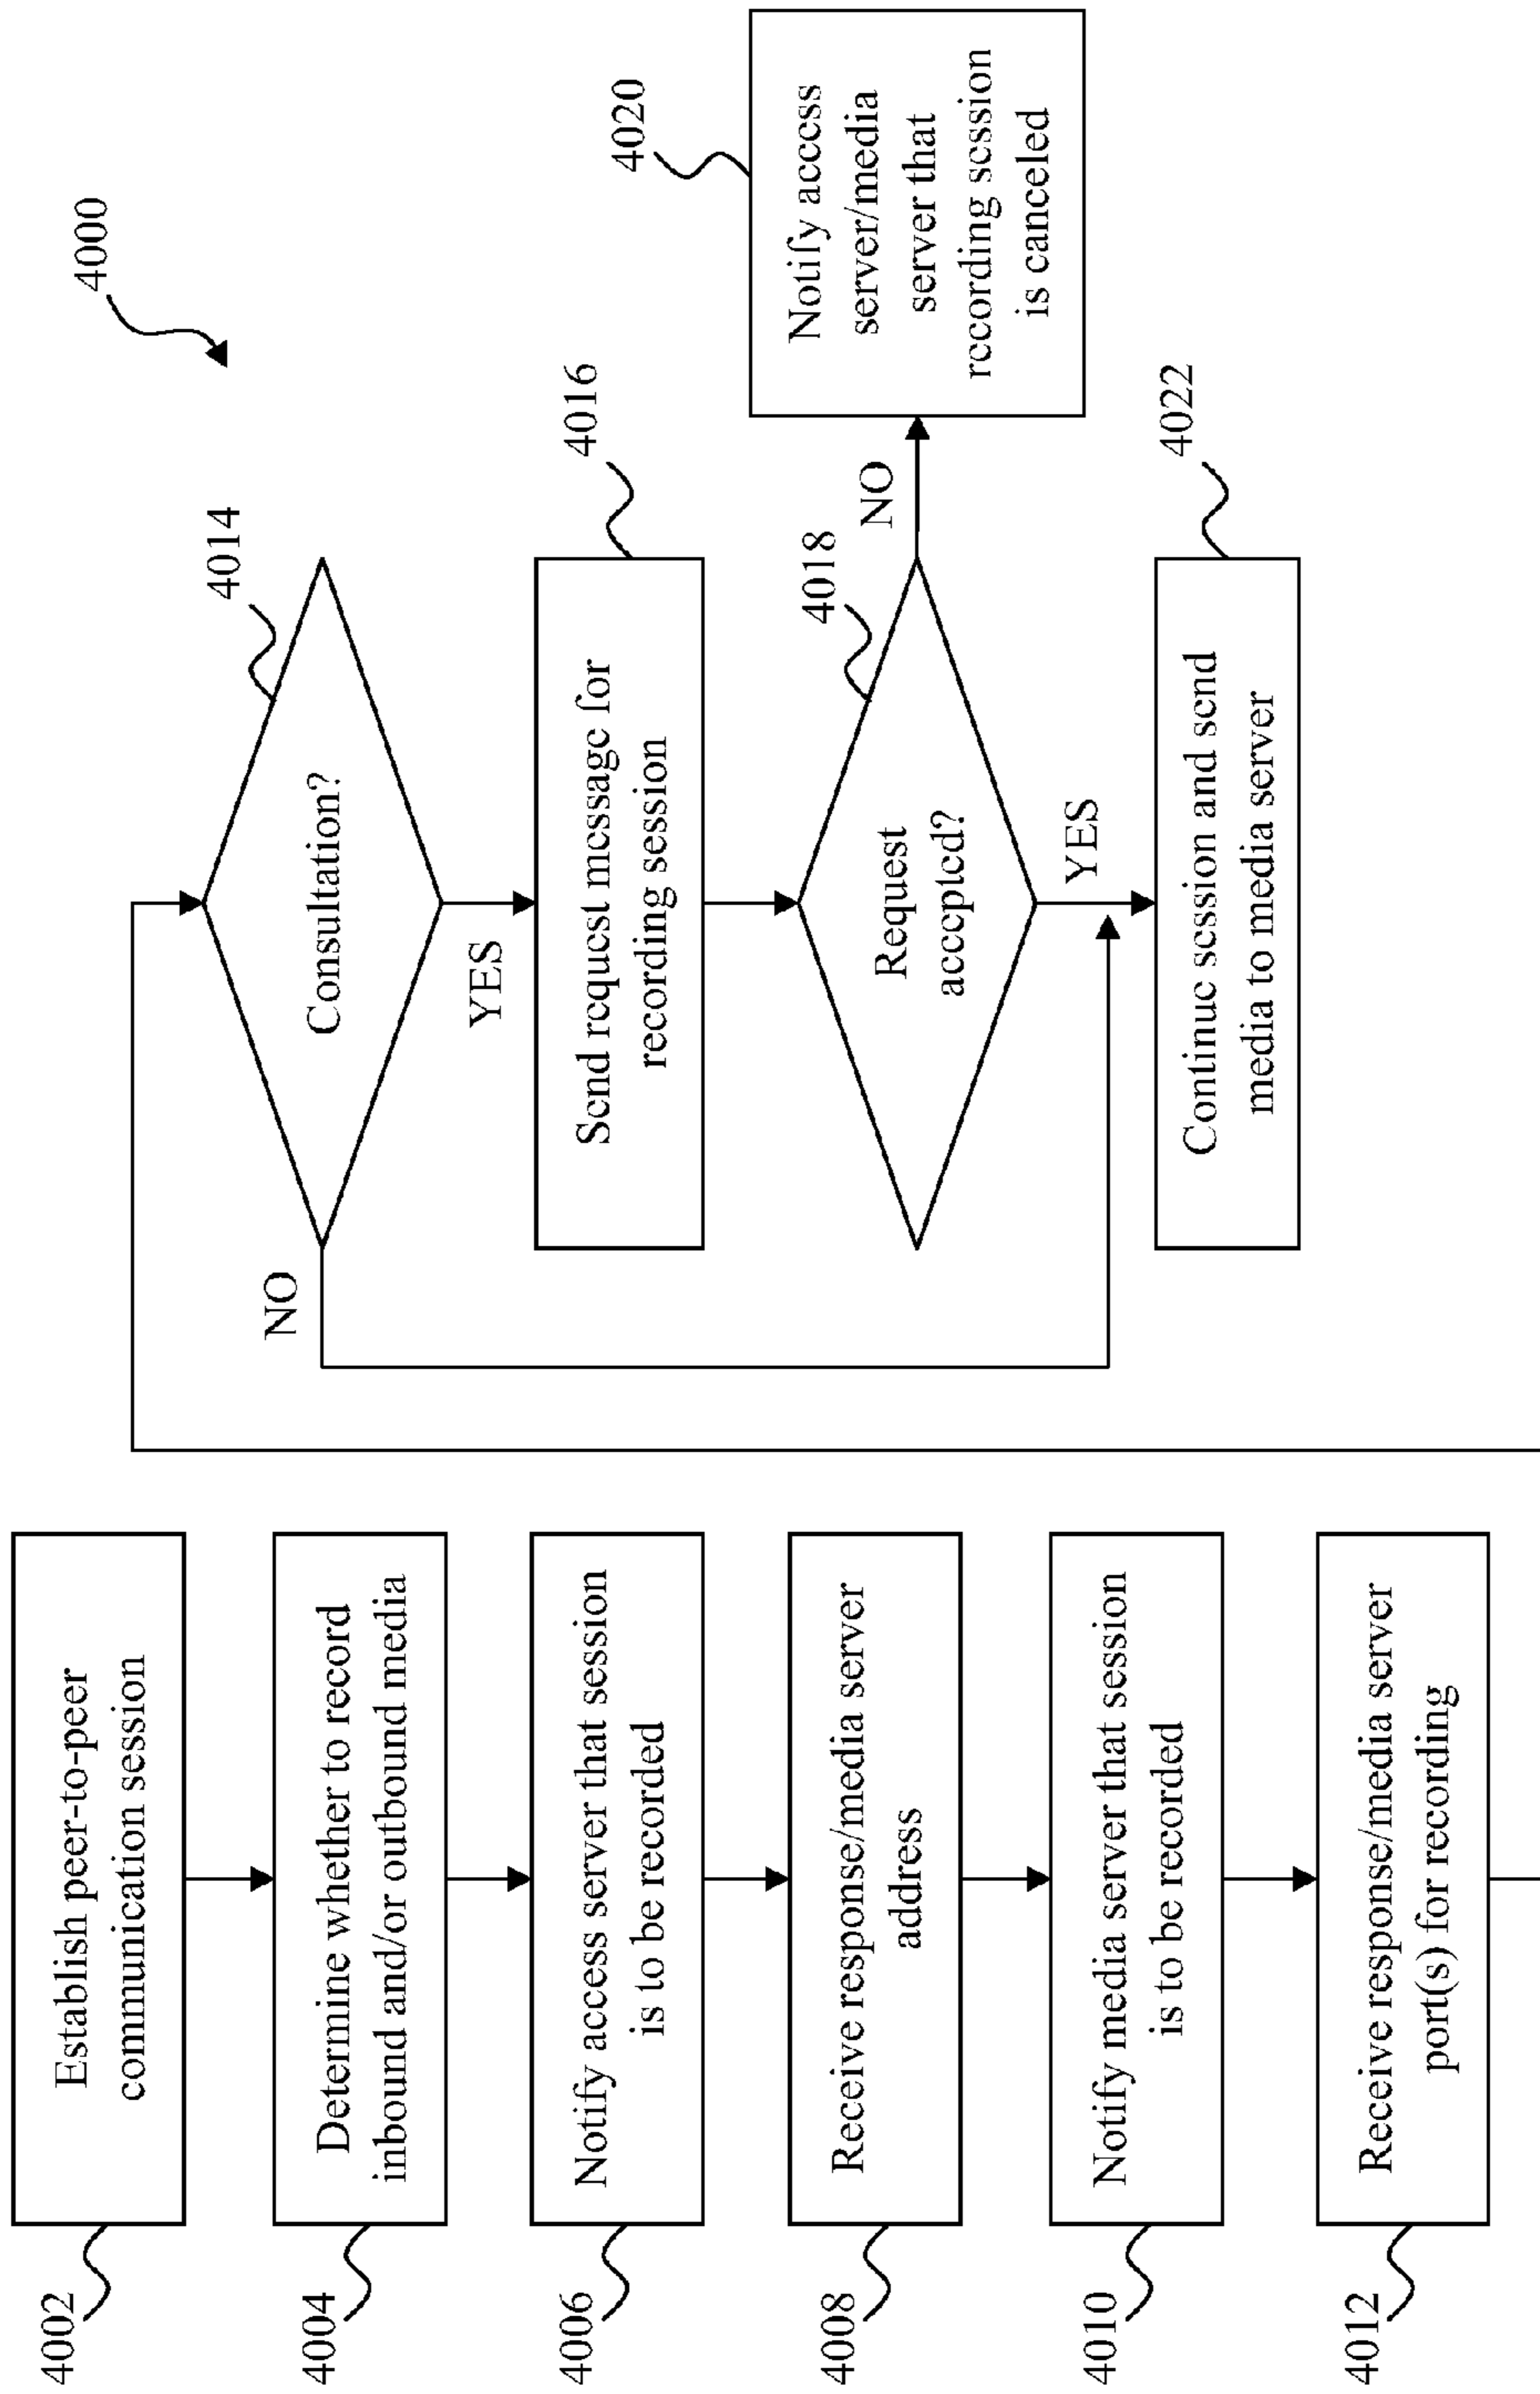 4000
4002
Establish peer-to-peer
communication session
4004
Determine whether to record
inbound and/or outbound media
4006
Notify access server that session
is to be recorded
4008
Receive response/media server
address
4010
Notify media server that session
is to be recorded
4012
Receive response/media server
port(s) for recording
4014
Consultation?
NO
YES
4016
Send request message for
recording session
4018
Request
accepted?
NO
YES
4020
Notify access
server/media
server that
recording session
is canceled
4022
Continue session and send
media to media server